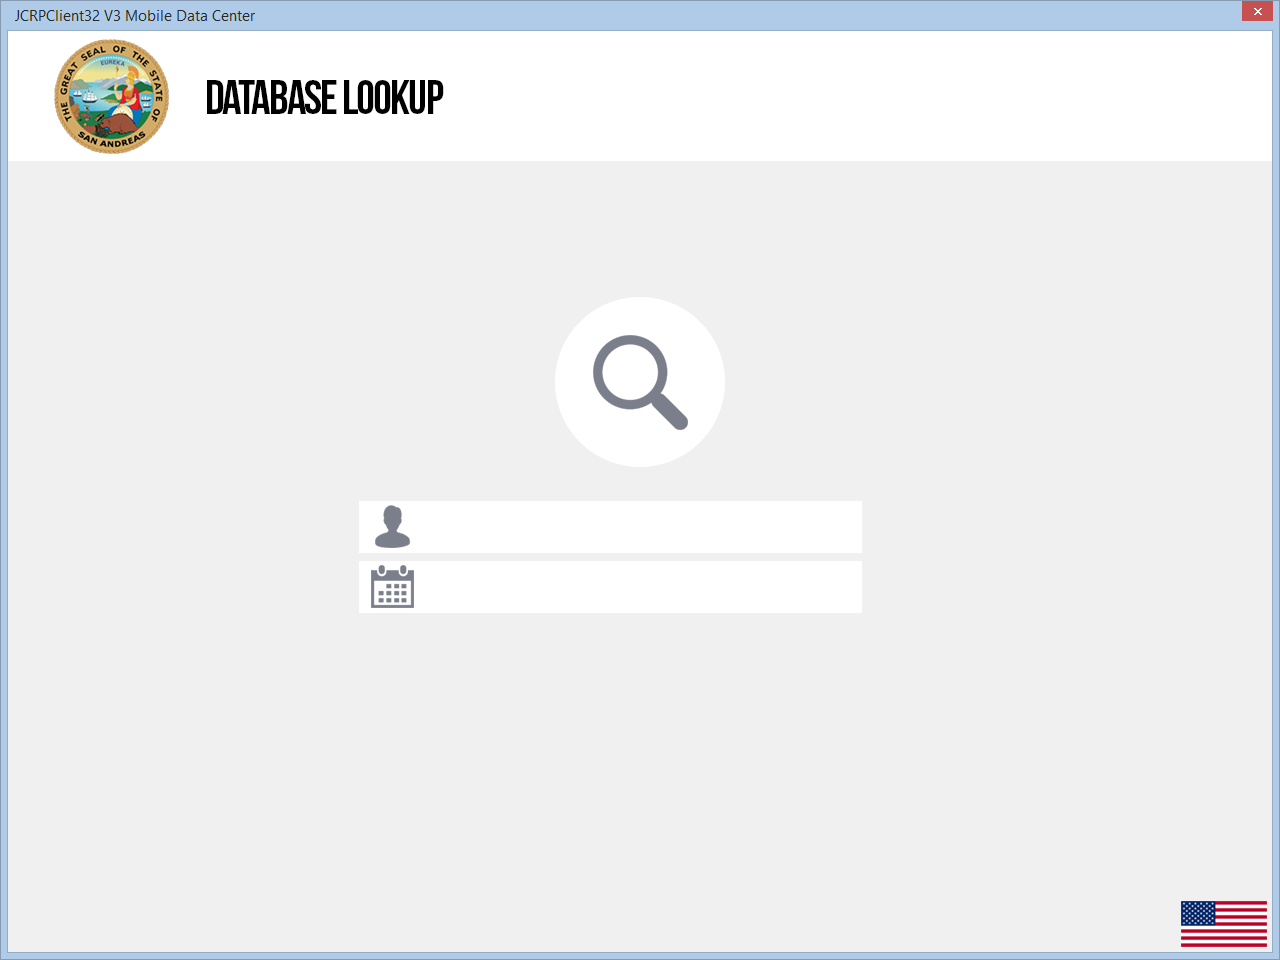 JCRPClient32 V3 Mobile Data Center
THE GREAT SEAL OF THE STATE OF
EUREKA
SAN ANDREAS
DATABASE LOOKUP